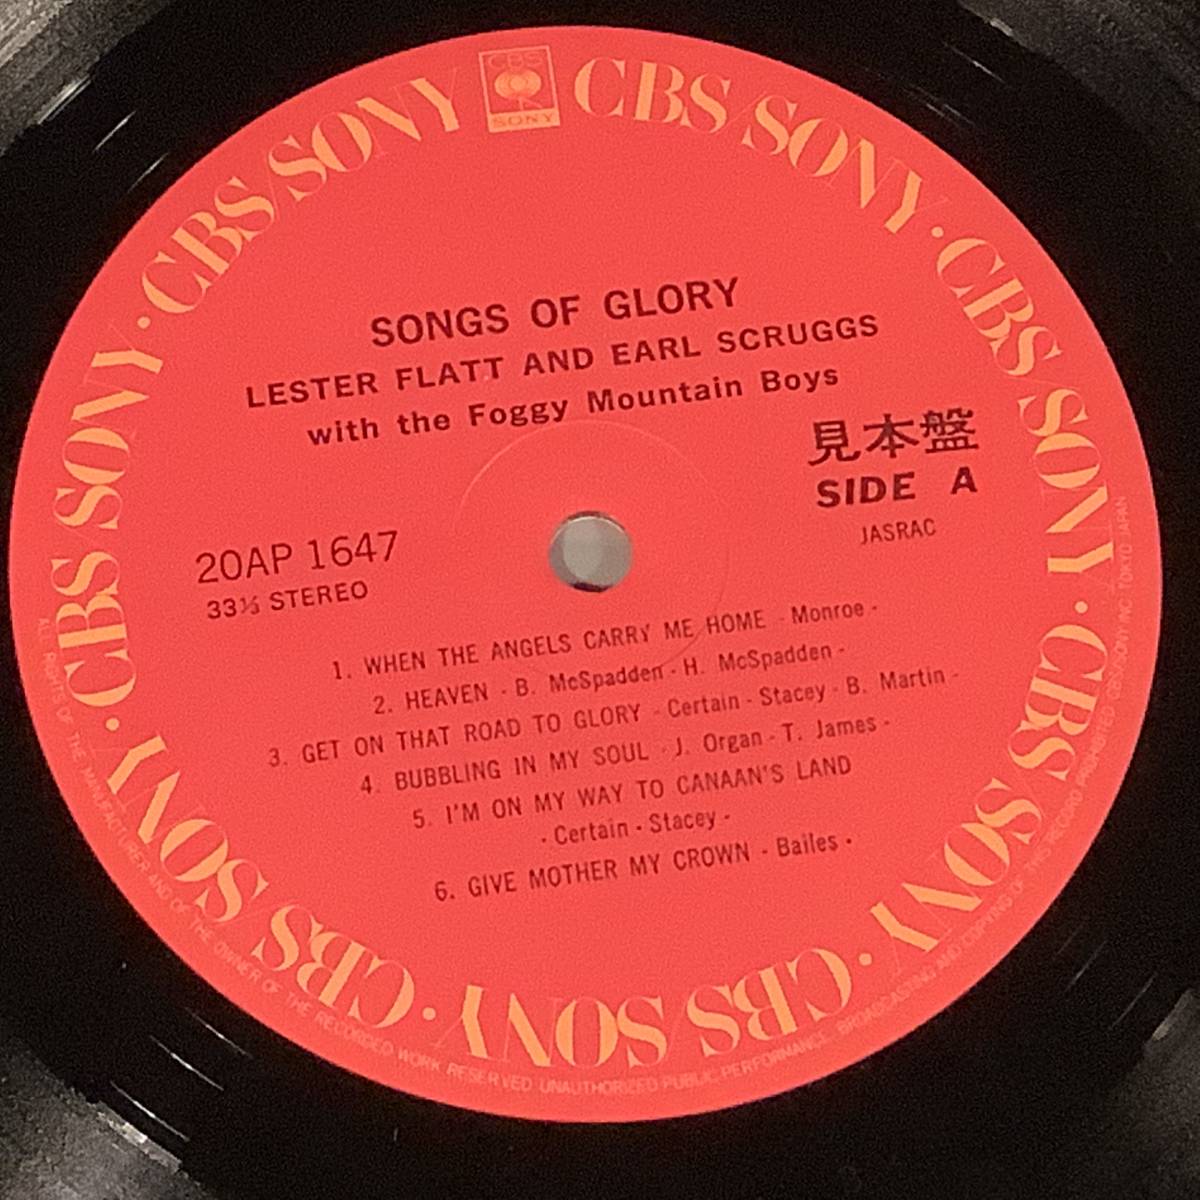 CBS
SONY
CBS/SONY · CBS/SONY · CBS/SONY · CBS/SONY · CBS/SONY · CBS/SONY · CBS/SONY
SONGS OF GLORY
LESTER FLATT AND EARL SCRUGGS
with the Foggy Mountain Boys
見本盤
SIDE A
JASRAC
20AP 1647
33⅓ STEREO
1. WHEN THE ANGELS CARRY ME HOME - Monroe -
2. HEAVEN - B. McSpadden - H. McSpadden -
3. GET ON THAT ROAD TO GLORY - Certain - Stacey - B. Martin -
4. BUBBLING IN MY SOUL - J. Organ - T. James -
5. I'M ON MY WAY TO CANAAN'S LAND
- Certain - Stacey -
6. GIVE MOTHER MY CROWN - Bailes -
ALL RIGHTS OF THE MANUFACTURER AND OF THE OWNER OF THE RECORDED WORK RESERVED UNAUTHORIZED PUBLIC PERFORMANCE, BROADCASTING AND COPYING OF THIS RECORD PROHIBITED CBS/SONY INC. TOKYO JAPAN